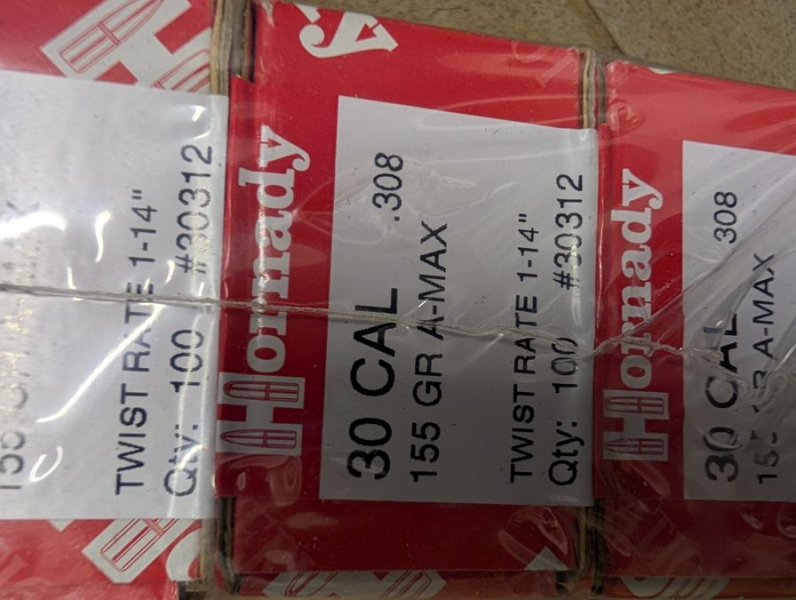 TWIST RATE 1-14"
Qty: 100 #30312
Hornady
30 CAL .308
155 GR A-MAX
TWIST RATE 1-14"
Qty: 100 #30312
Hornady
30 CAL 308
GR A-MAX